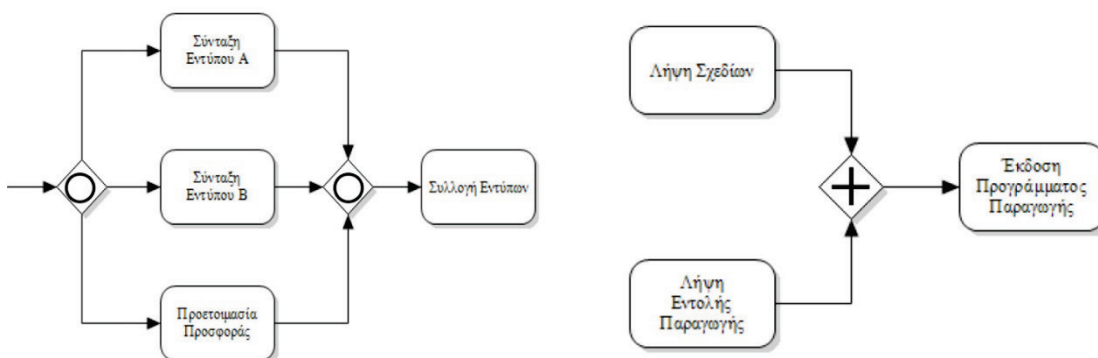 Σύνταξη
Εντύπου Α
Σύνταξη
Εντύπου Β
Προετοιμασία
Προσφοράς
Συλλογή Εντύπων
Λήψη Σχεδίων
Λήψη
Εντολής
Παραγωγής
Έκδοση
Προγράμματος
Παραγωγής